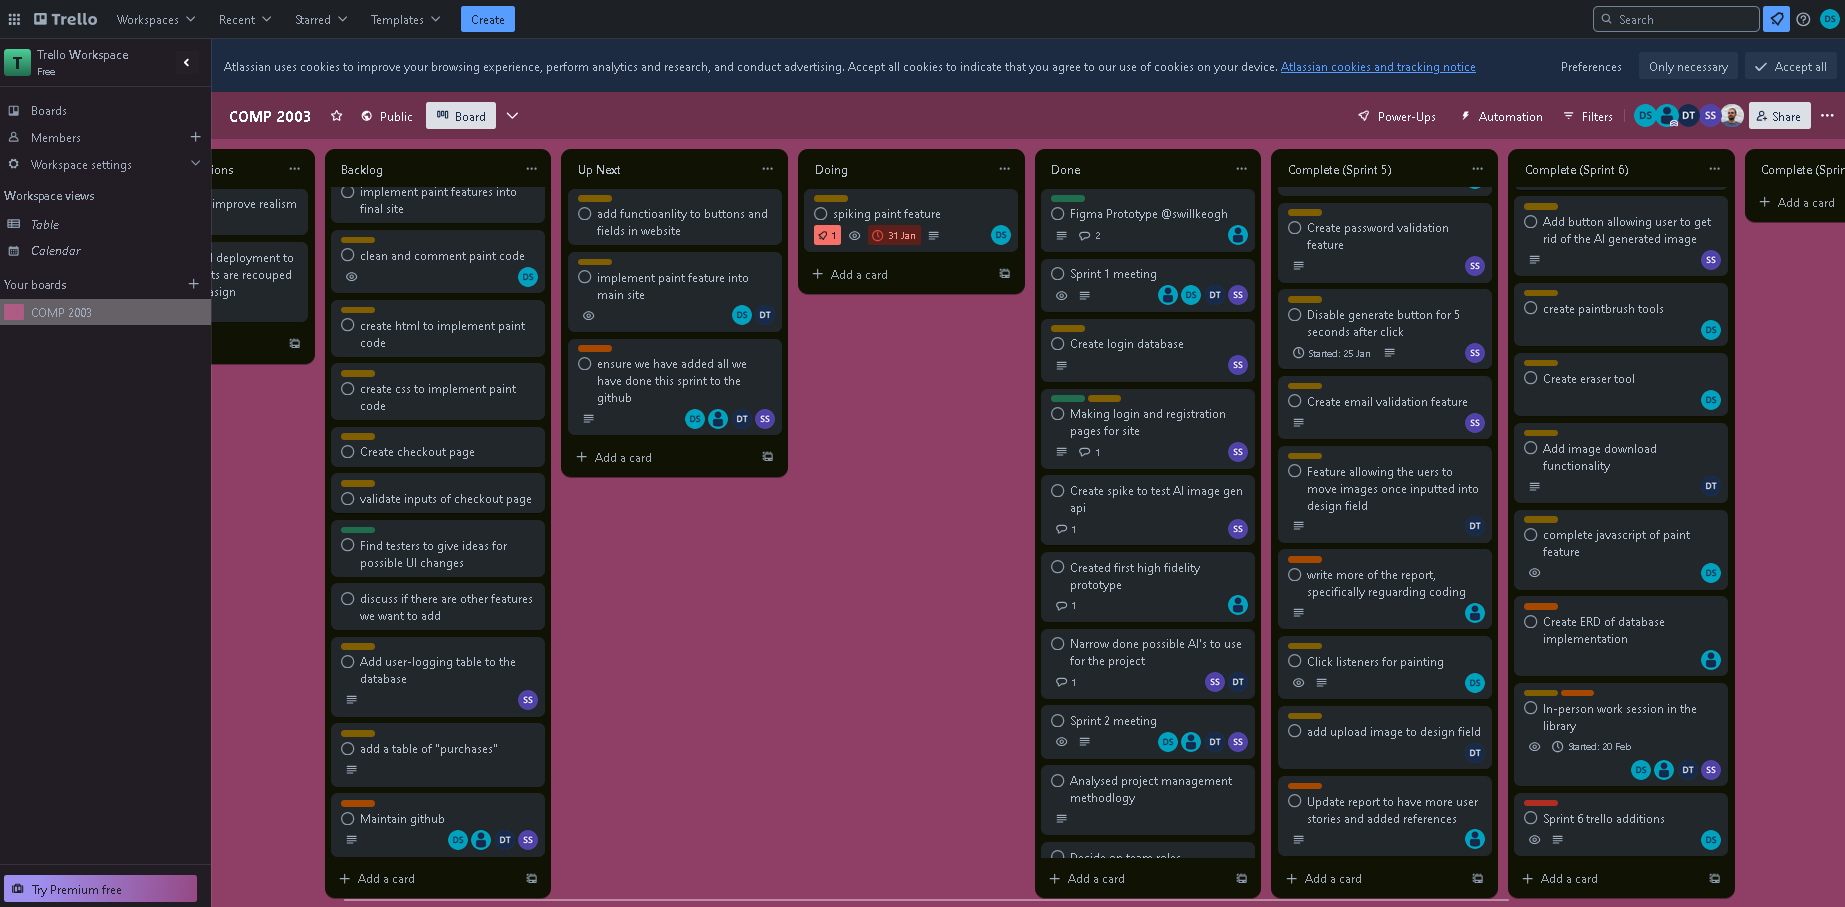 Trello
Workspaces
Recent
Starred
Templates
Create
Search
DS
T
Trello Workspace
Free
Atlassian uses cookies to improve your browsing experience, perform analytics and research, and conduct advertising. Accept all cookies to indicate that you agree to our use of cookies on your device. Atlassian cookies and tracking notice
Preferences
Only necessary
Accept all
Boards
Members
Workspace settings
Workspace views
Table
Calendar
Your boards
COMP 2003
Try Premium free
COMP 2003
Public
Board
Power-Ups
Automation
Filters
DS
DT
SS
Share
ions
improve realism
deployment to
ts are recouped
asign
Backlog
implement paint features into
final site
clean and comment paint code
DS
create html to implement paint
code
create css to implement paint
code
Create checkout page
validate inputs of checkout page
Find testers to give ideas for
possible UI changes
discuss if there are other features
we want to add
Add user-logging table to the
database
SS
add a table of "purchases"
Maintain github
DS
DT
SS
Add a card
Up Next
add functioanlity to buttons and
fields in website
implement paint feature into
main site
DS
DT
ensure we have added all we
have done this sprint to the
github
DS
DT
SS
Add a card
Doing
spiking paint feature
1
31 Jan
DS
Add a card
Done
Figma Prototype @swillkeogh
2
Sprint 1 meeting
DS
DT
SS
Create login database
SS
Making login and registration
pages for site
1
SS
Create spike to test AI image gen
api
1
SS
Created first high fidelity
prototype
1
Narrow done possible AI's to use
for the project
1
SS
DT
Sprint 2 meeting
DS
DT
SS
Analysed project management
methodlogy
Decide on team roles
Add a card
Complete (Sprint 5)
Create password validation
feature
SS
Disable generate button for 5
seconds after click
Started: 25 Jan
SS
Create email validation feature
SS
Feature allowing the uers to
move images once inputted into
design field
DT
write more of the report,
specifically reguarding coding
Click listeners for painting
DS
add upload image to design field
DT
Update report to have more user
stories and added references
Add a card
Complete (Sprint 6)
Add button allowing user to get
rid of the AI generated image
SS
create paintbrush tools
DS
Create eraser tool
DS
Add image download
functionality
DT
complete javascript of paint
feature
DS
Create ERD of database
implementation
In-person work session in the
library
Started: 20 Feb
DS
DT
SS
Sprint 6 trello additions
DS
Add a card
Complete (Sprin
Add a card